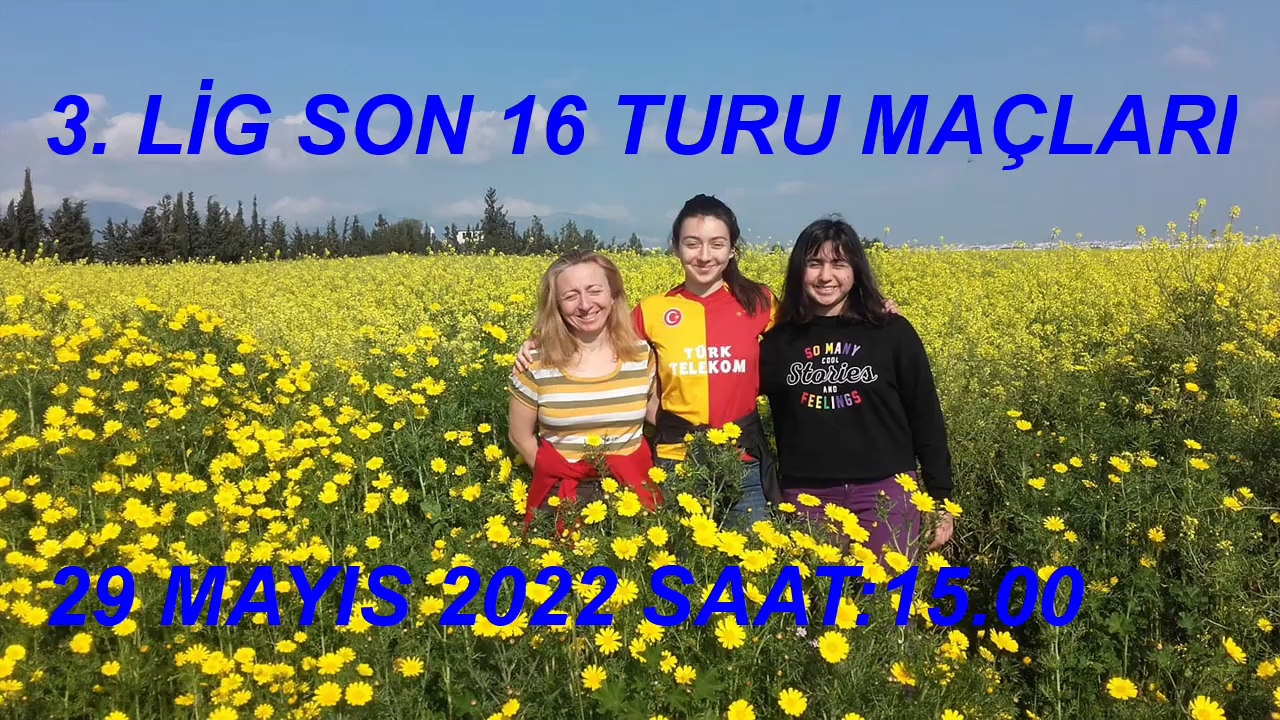 3. LİG SON 16 TURU MAÇLARI
TÜRK
TELEKOM
SO MANY
COOL
Stories
AND
FEELINGS
29 MAYIS 2022 SAAT:15.00